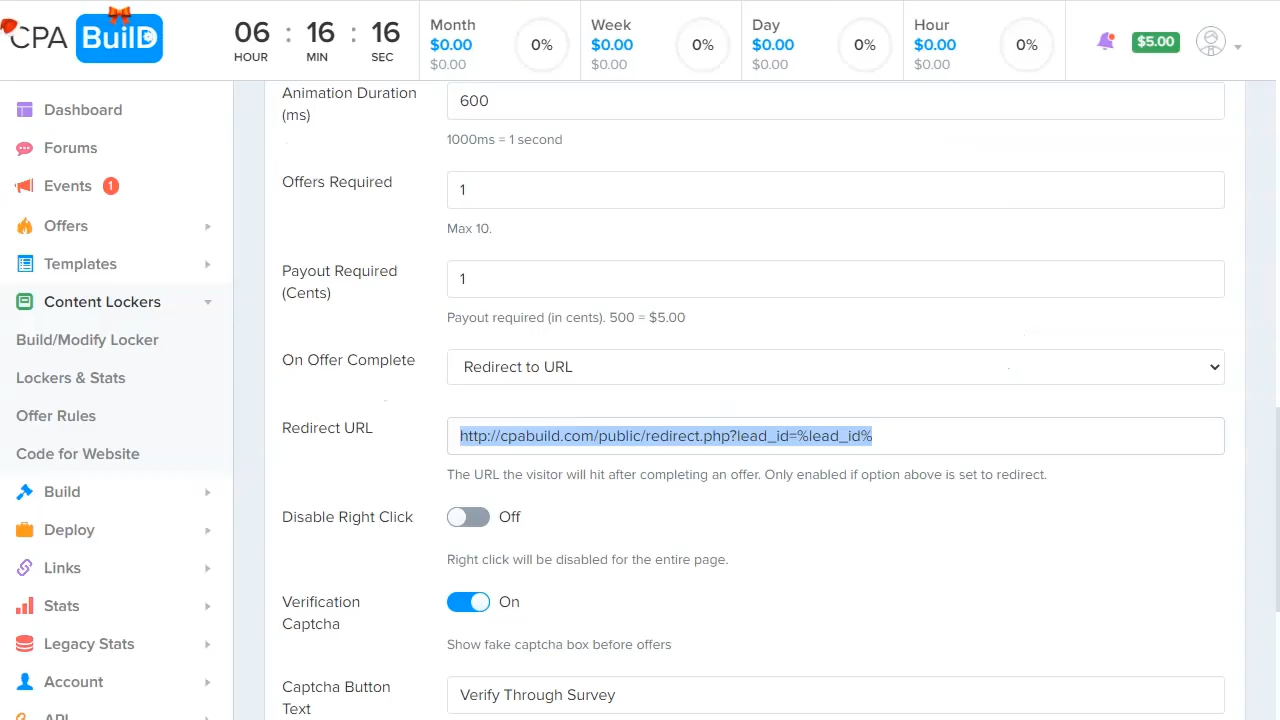 CPA BuilD
06 : 16 : 16
HOUR MIN SEC
Month
$0.00
$0.00
0%
Week
$0.00
$0.00
0%
Day
$0.00
$0.00
0%
Hour
$0.00
$0.00
0%
$5.00
Dashboard
Forums
Events 1
Offers
Templates
Content Lockers
Build/Modify Locker
Lockers & Stats
Offer Rules
Code for Website
Build
Deploy
Links
Stats
Legacy Stats
Account
API
Animation Duration
(ms)
600
1000ms = 1 second
Offers Required
1
Max 10.
Payout Required
(Cents)
1
Payout required (in cents). 500 = $5.00
On Offer Complete
Redirect to URL
Redirect URL
http://cpabuild.com/public/redirect.php?lead_id=%lead_id%
The URL the visitor will hit after completing an offer. Only enabled if option above is set to redirect.
Disable Right Click
Off
Right click will be disabled for the entire page.
Verification
Captcha
On
Show fake captcha box before offers
Captcha Button
Text
Verify Through Survey